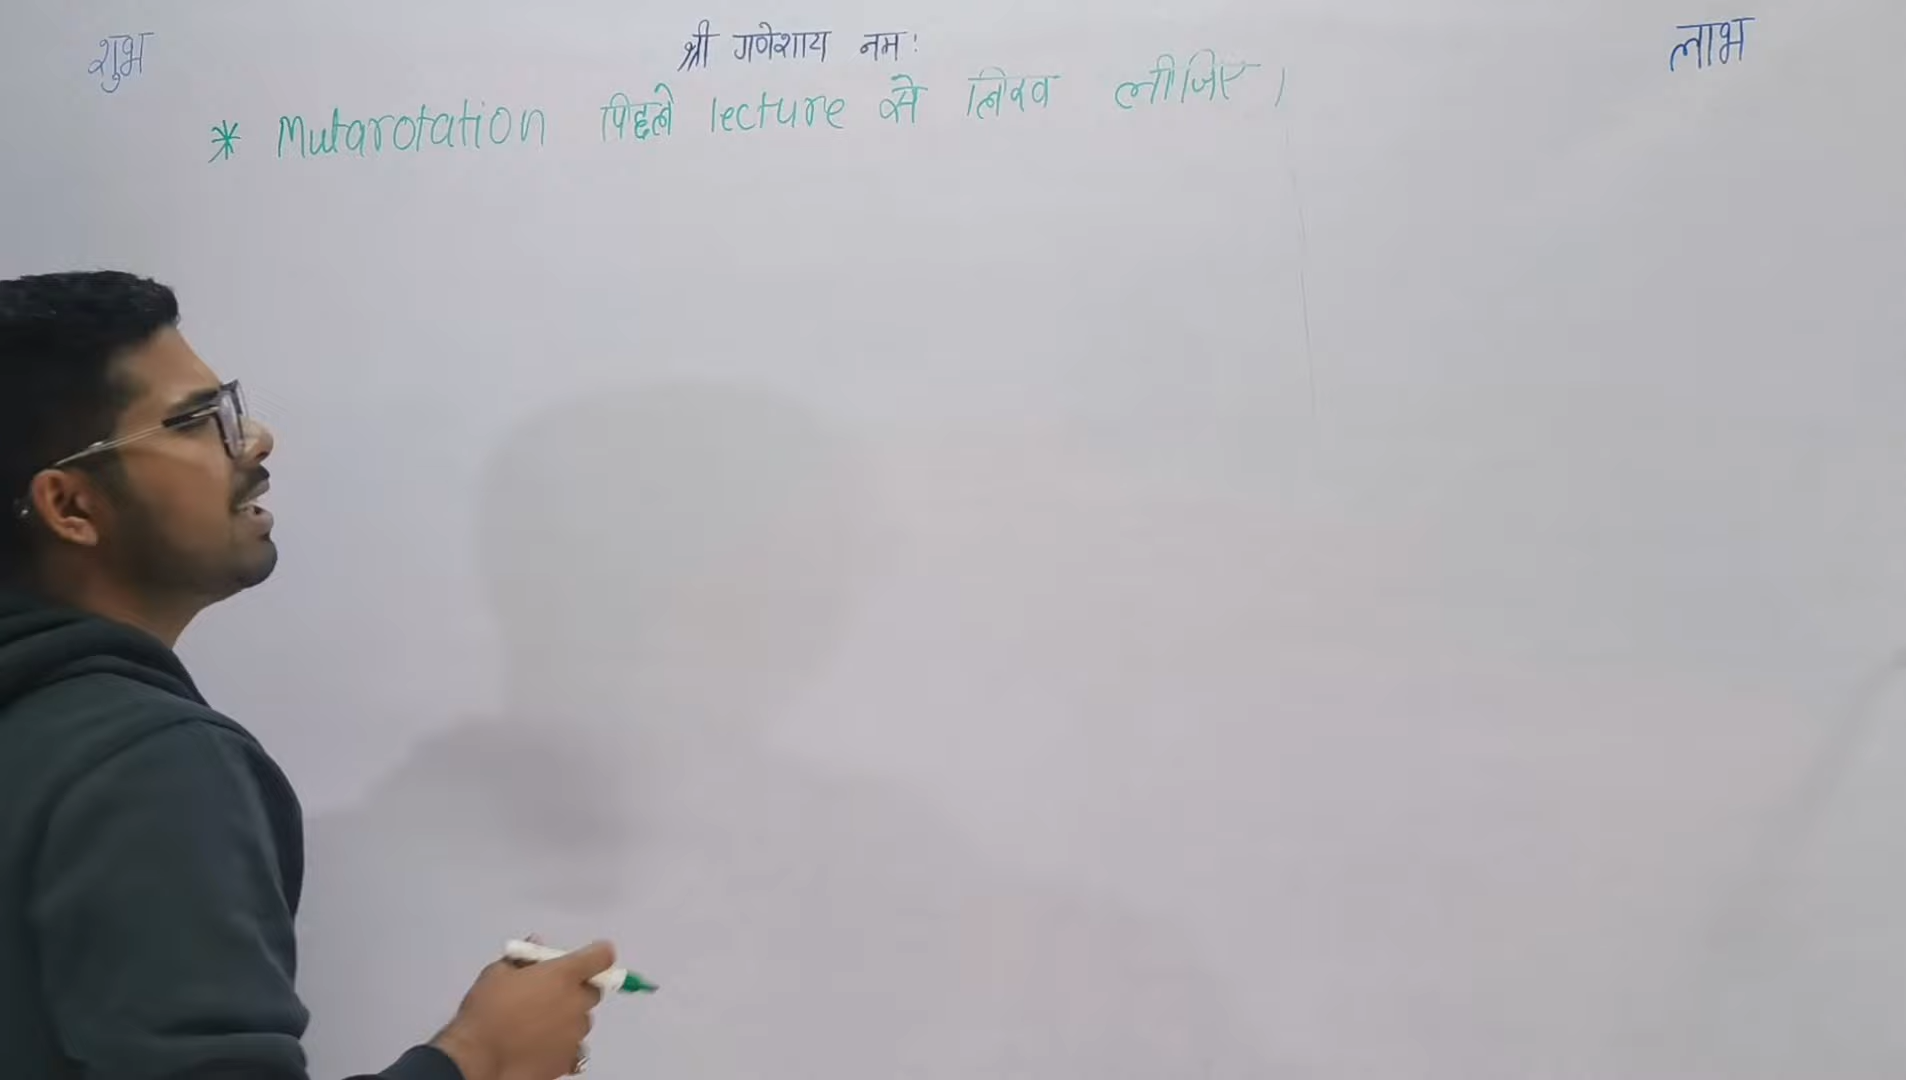 शुभ श्री गणेशाय नमः लाभ
* Mutarotation पिछले lecture से लिख लीजिए।